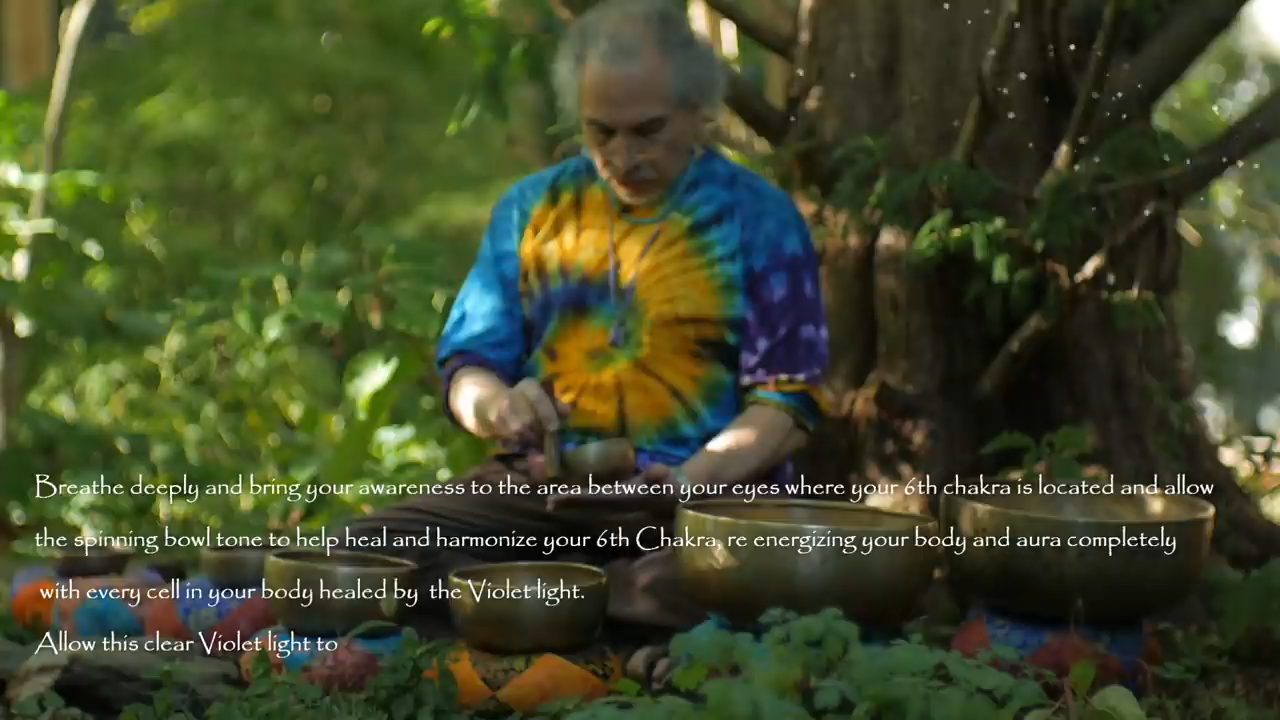 Breathe deeply and bring your awareness to the area between your eyes where your 6th chakra is located and allow
the spinning bowl tone to help heal and harmonize your 6th Chakra, re energizing your body and aura completely
with every cell in your body healed by the Violet light.
Allow this clear Violet light to